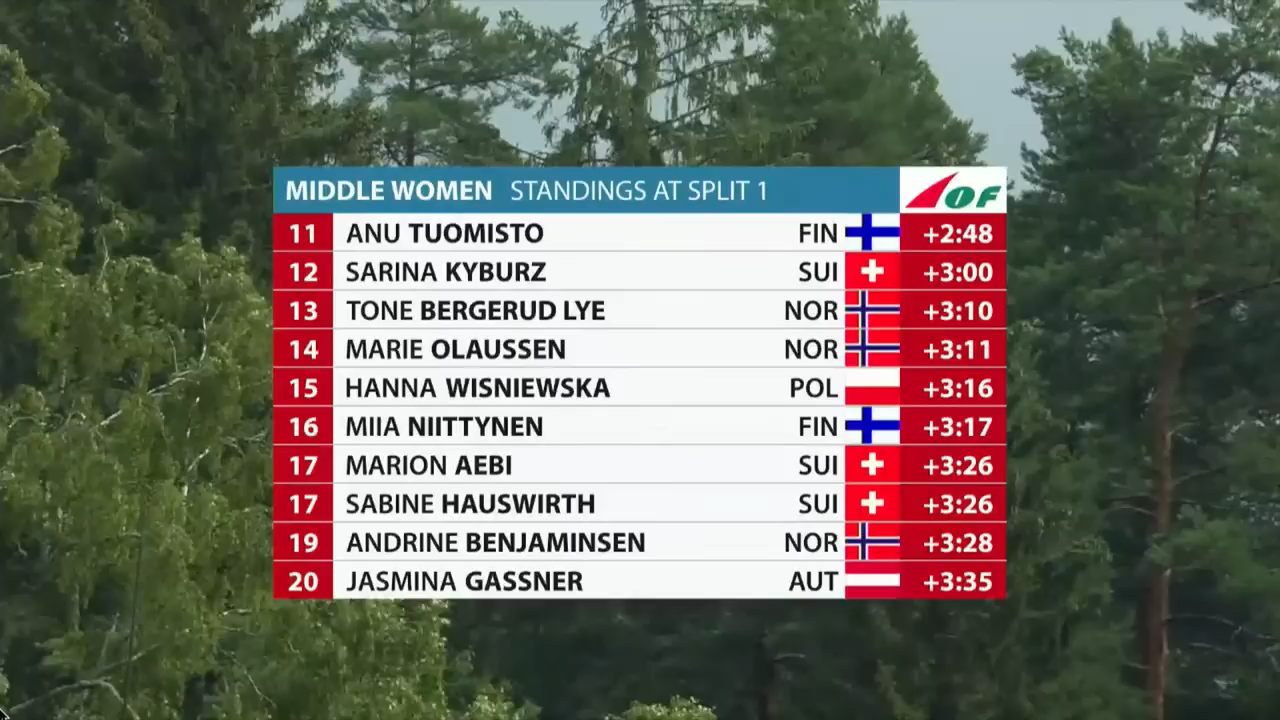 MIDDLE WOMEN STANDINGS AT SPLIT 1 IOF
11 ANU TUOMISTO FIN +2:48
12 SARINA KYBURZ SUI +3:00
13 TONE BERGERUD LYE NOR +3:10
14 MARIE OLAUSSEN NOR +3:11
15 HANNA WISNIEWSKA POL +3:16
16 MIIA NIITTYNEN FIN +3:17
17 MARION AEBI SUI +3:26
17 SABINE HAUSWIRTH SUI +3:26
19 ANDRINE BENJAMINSEN NOR +3:28
20 JASMINA GASSNER AUT +3:35